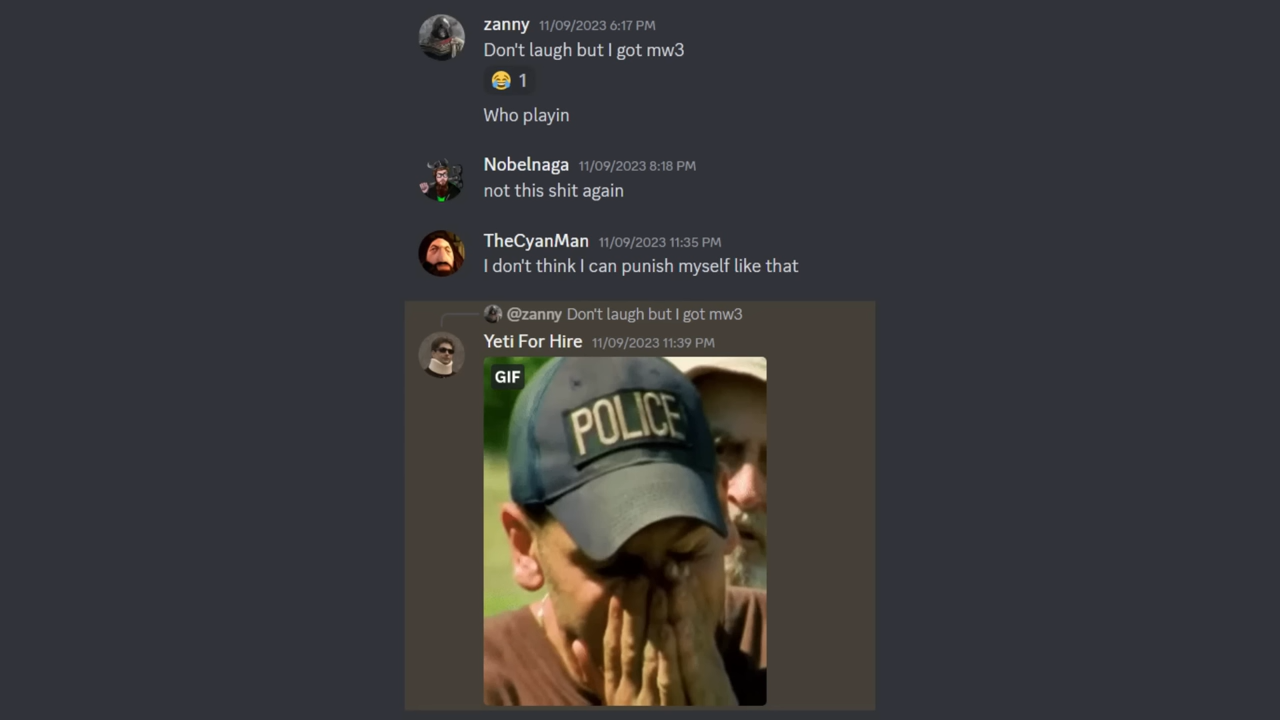 zanny 11/09/2023 6:17 PM
Don't laugh but I got mw3
😂 1
Who playin
Nobelnaga 11/09/2023 8:18 PM
not this shit again
TheCyanMan 11/09/2023 11:35 PM
I don't think I can punish myself like that
@zanny Don't laugh but I got mw3
Yeti For Hire 11/09/2023 11:39 PM
GIF
POLICE